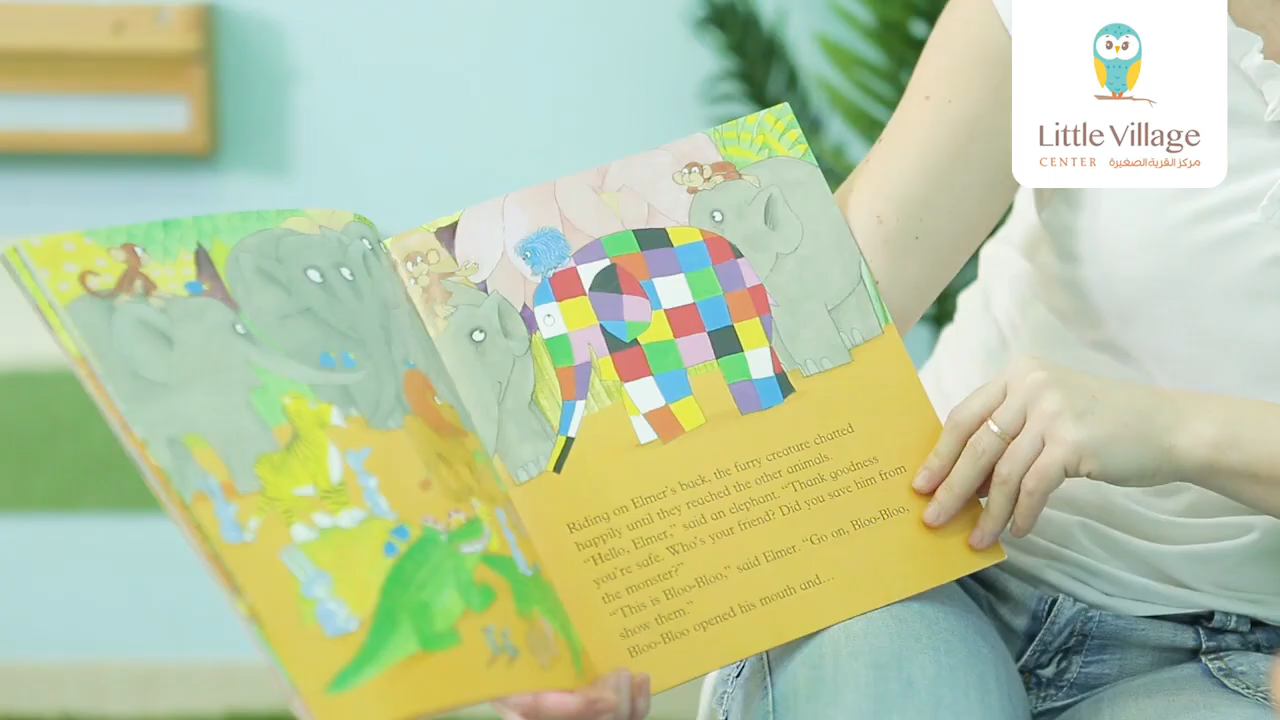 Little Village
CENTER مركز القرية الصغيرة
Riding on Elmer's back, the furry creature chatted
happily until they reached the other animals.
"Hello, Elmer," said an elephant. "Thank goodness
you're safe. Who's your friend? Did you save him from
the monster?"
"This is Bloo-Bloo," said Elmer. "Go on, Bloo-Bloo,
show them."
Bloo-Bloo opened his mouth and...